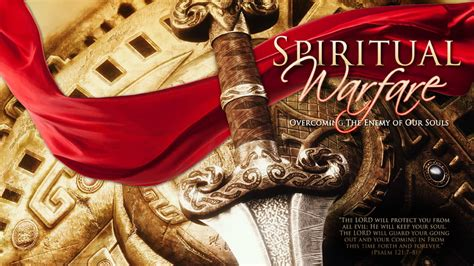 SPIRITUAL
Warfare
OVERCOMING THE ENEMY OF OUR SOULS
"THE LORD WILL PROTECT YOU FROM
ALL EVIL; HE WILL KEEP YOUR SOUL.
THE LORD WILL GUARD YOUR GOING
OUT AND YOUR COMING IN FROM
THIS TIME FORTH AND FOREVER."
(PSALM 121:7-8)